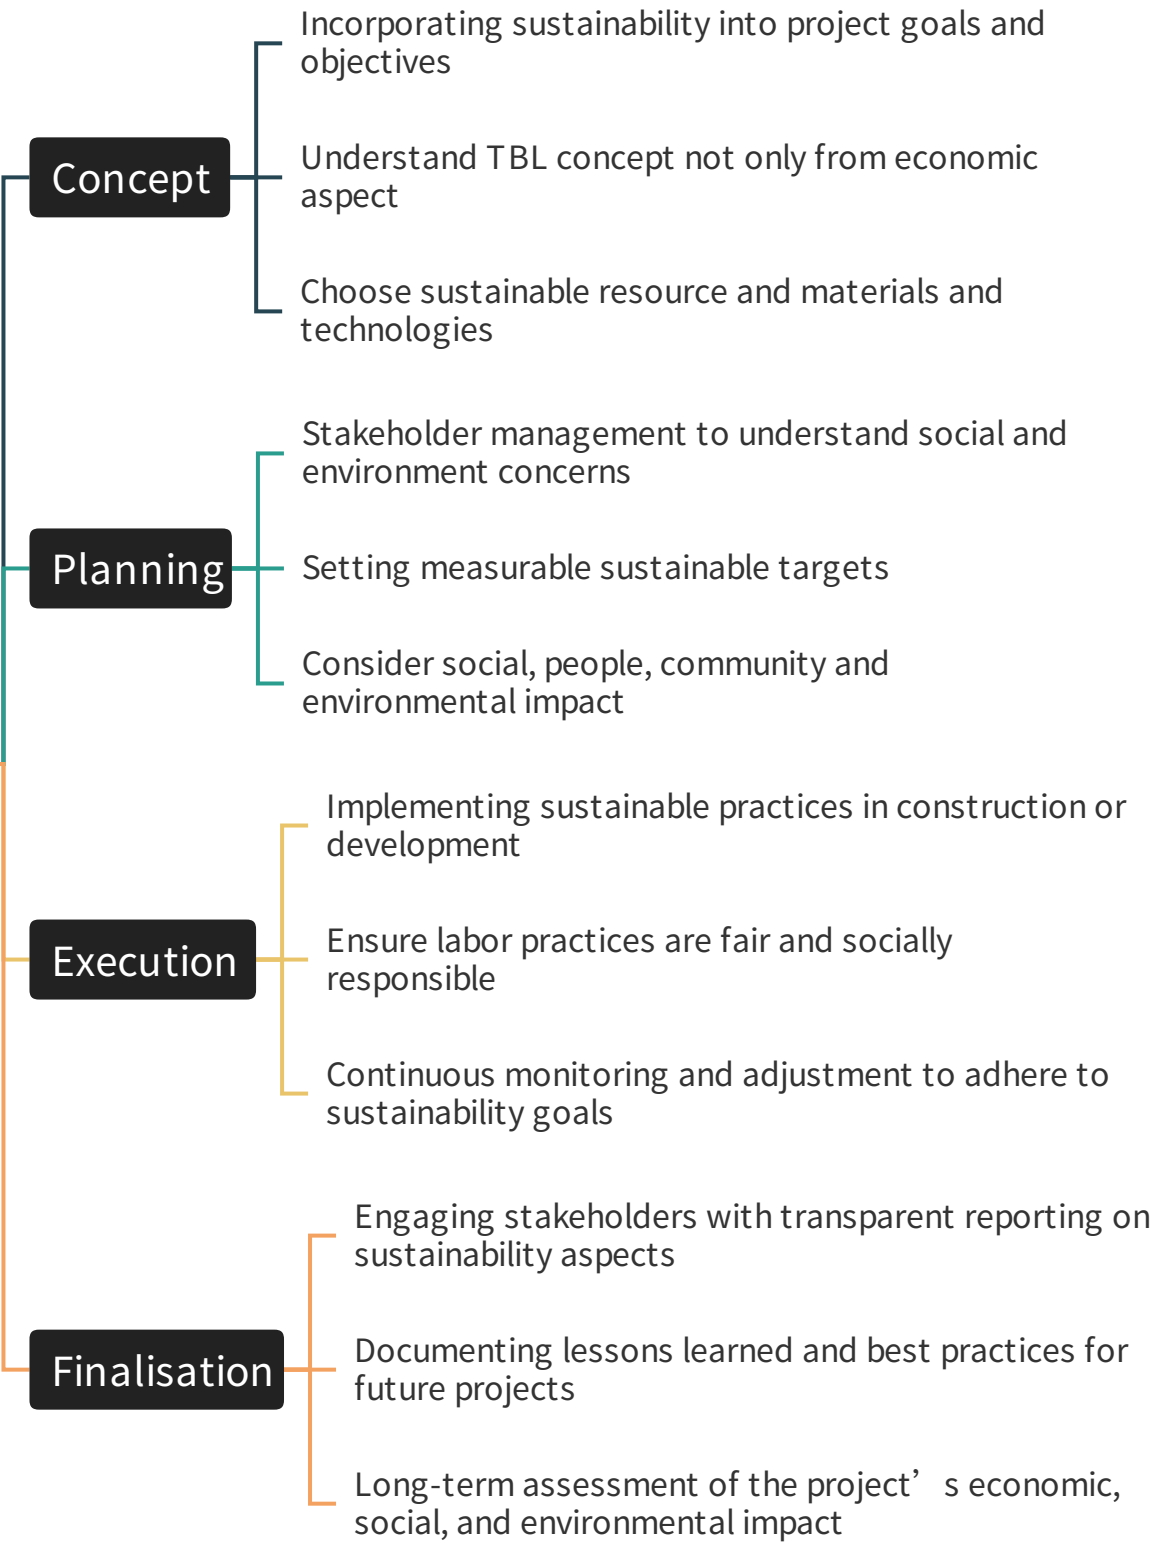 Incorporating sustainability into project goals and
objectives
Concept
Understand TBL concept not only from economic
aspect
Choose sustainable resource and materials and
technologies
Stakeholder management to understand social and
environment concerns
Planning
Setting measurable sustainable targets
Consider social, people, community and
environmental impact
Implementing sustainable practices in construction or
development
Execution
Ensure labor practices are fair and socially
responsible
Continuous monitoring and adjustment to adhere to
sustainability goals
Engaging stakeholders with transparent reporting on
sustainability aspects
Finalisation
Documenting lessons learned and best practices for
future projects
Long-term assessment of the project’s economic,
social, and environmental impact